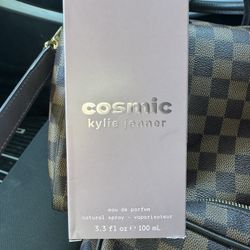 cosmic
kylie jenner
eau de parfum
natural spray - vaporisateur
3.3 fl oz e 100 mL